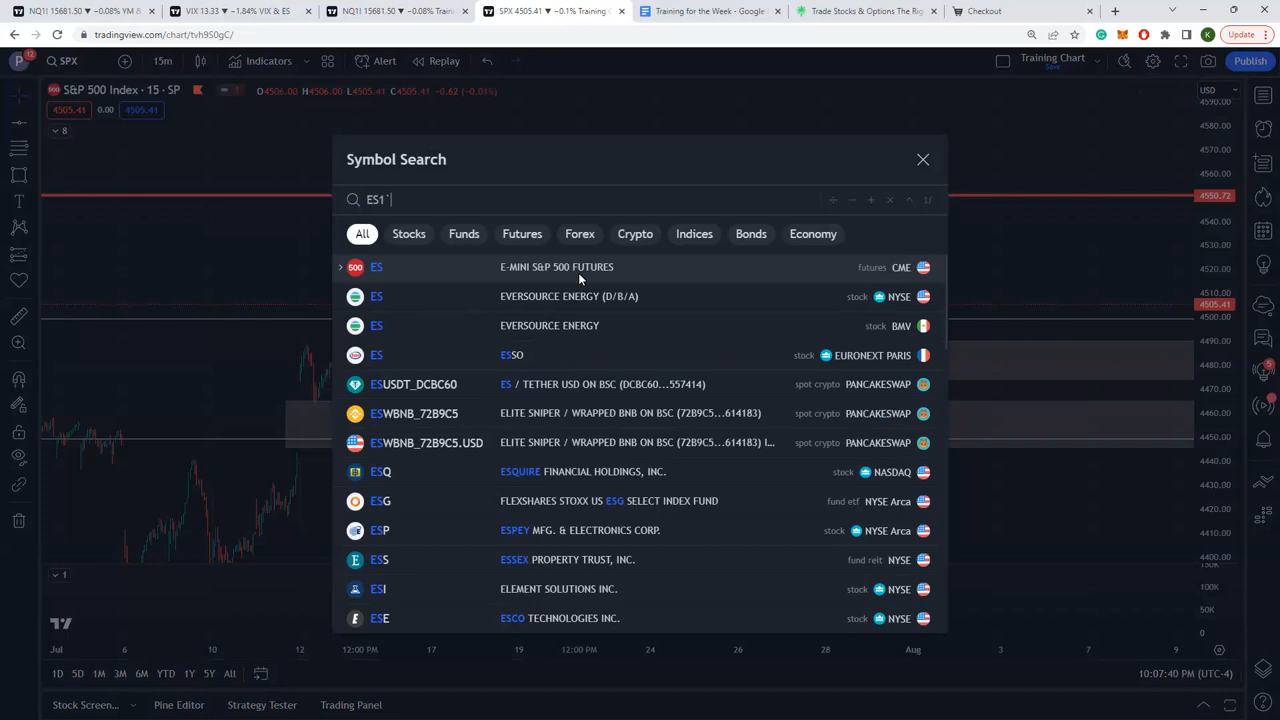 NQ1! 15681.50 ▼ −0.08% YM &
VIX 13.33 ▼ −1.84% VIX & ES
NQ1! 15681.50 ▼ −0.08% Trainin
SPX 4505.41 ▼ −0.1% Training C
Training for the Week - Google
Trade Stocks & Options The Rig
Checkout
tradingview.com/chart/tvh9S0gC/
K
Update
P 12
SPX
15m
Indicators
Alert
Replay
Training Chart
Save
Publish
500 S&P 500 Index · 15 · SP
O4506.00 H4506.00 L4505.41 C4505.41 −0.62 (−0.01%)
USD
4505.41 0.00 4505.41
8
Symbol Search
ES1`
1/
All Stocks Funds Futures Forex Crypto Indices Bonds Economy
500 ES E-MINI S&P 500 FUTURES futures CME
ES EVERSOURCE ENERGY (D/B/A) stock NYSE
ES EVERSOURCE ENERGY stock BMV
ES ESSO stock EURONEXT PARIS
ESUSDT_DCBC60 ES / TETHER USD ON BSC (DCBC60...557414) spot crypto PANCAKESWAP
ESWBNB_72B9C5 ELITE SNIPER / WRAPPED BNB ON BSC (72B9C5...614183) spot crypto PANCAKESWAP
ESWBNB_72B9C5.USD ELITE SNIPER / WRAPPED BNB ON BSC (72B9C5...614183) I... spot crypto PANCAKESWAP
ESQ ESQUIRE FINANCIAL HOLDINGS, INC. stock NASDAQ
ESG FLEXSHARES STOXX US ESG SELECT INDEX FUND fund etf NYSE Arca
ESP ESPEY MFG. & ELECTRONICS CORP. stock NYSE Arca
E ESS ESSEX PROPERTY TRUST, INC. fund reit NYSE
ESI ELEMENT SOLUTIONS INC. stock NYSE
E ESE ESCO TECHNOLOGIES INC. stock NYSE
4590.00
4580.00
4570.00
4560.00
4550.72
4540.00
4530.00
4520.00
4510.00
4505.41
4500.00
4490.00
4480.00
4470.00
4460.00
4450.00
4440.00
4430.00
4420.00
4410.00
4400.00
150K
100K
50K
0
1
Jul 6 10 12 12:00 PM 17 19 12:00 PM 24 26 28 Aug 3 7 9
1D 5D 1M 3M 6M YTD 1Y 5Y All
10:07:40 PM (UTC-4)
Stock Screen... Pine Editor Strategy Tester Trading Panel